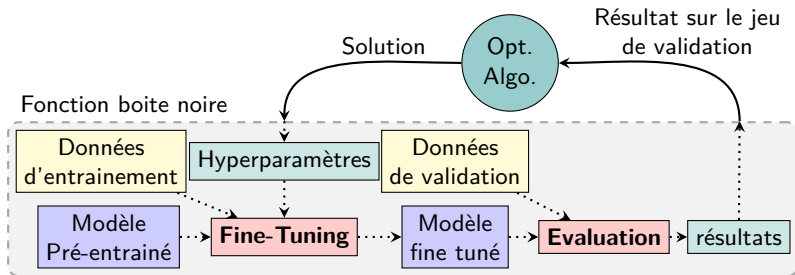 Résultat sur le jeu
de validation
Solution
Opt.
Algo.
Fonction boite noire
Données
d'entrainement
Hyperparamètres
Données
de validation
Modèle
Pré-entrainé
Fine-Tuning
Modèle
fine tuné
Evaluation
résultats